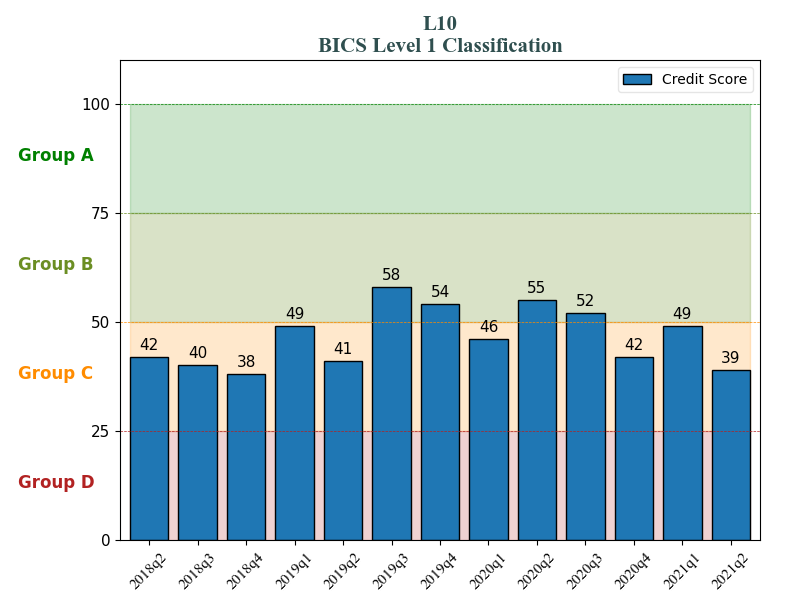 L10
BICS Level 1 Classification
Credit Score
100
Group A
75
Group B
50
Group C
25
Group D
0
42
40
38
49
41
58
54
46
55
52
42
49
39
2018q2
2018q3
2018q4
2019q1
2019q2
2019q3
2019q4
2020q1
2020q2
2020q3
2020q4
2021q1
2021q2